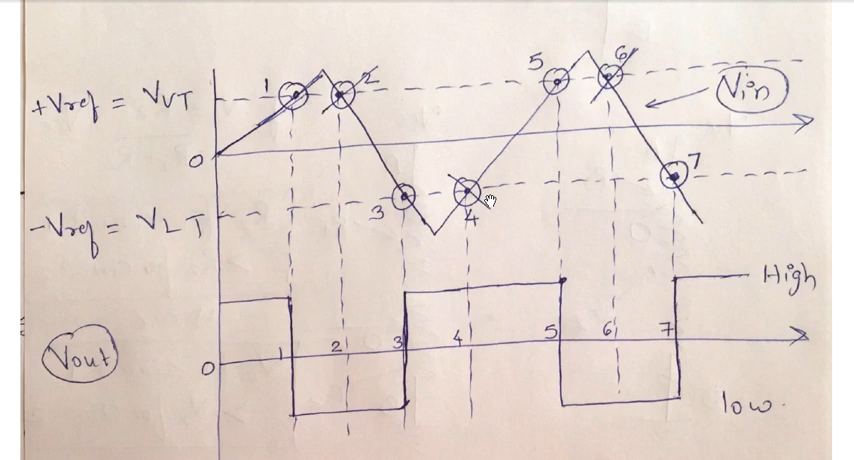 1 2 5 6
+Vref = VUT
Vin
0
7
3 4
-Vref = VLT
High
Vout
0
1 2 3 4 5 6 7
low.